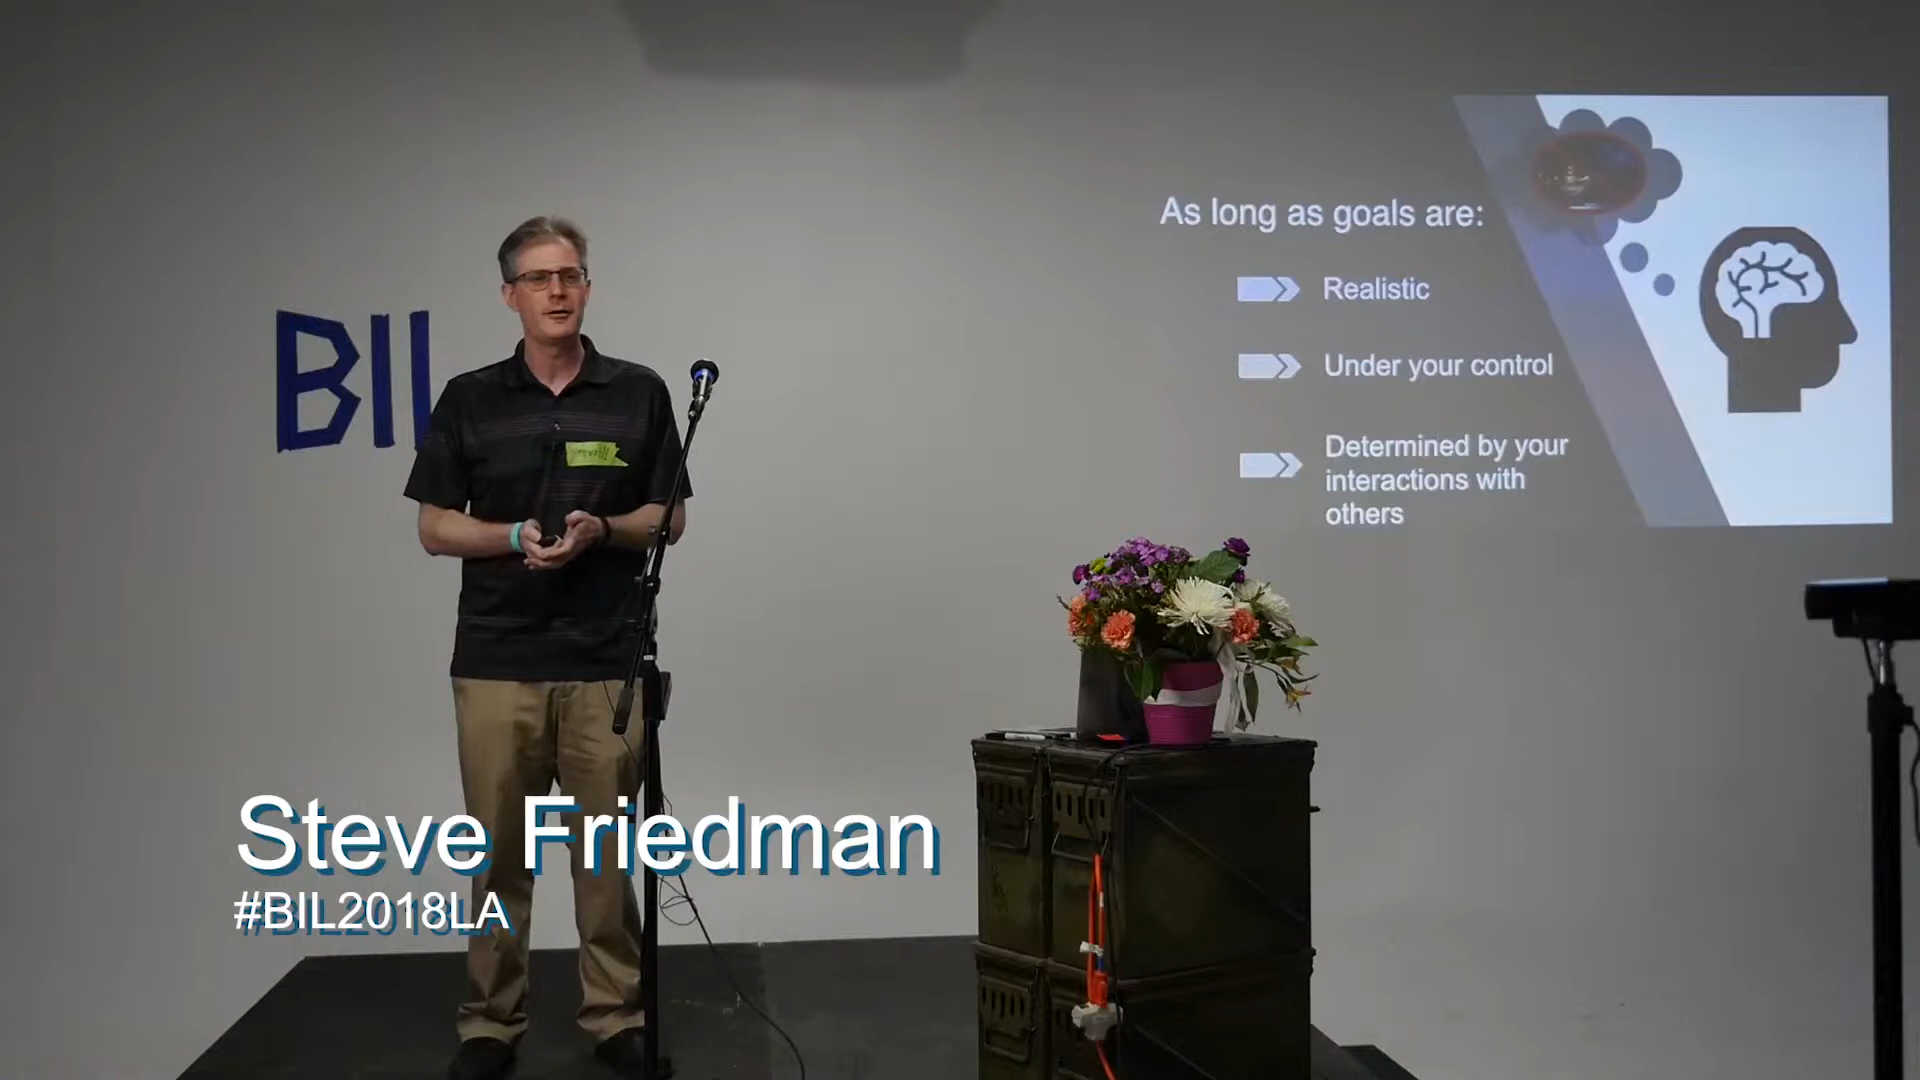 BIL
As long as goals are:
Realistic
Under your control
Determined by your
interactions with
others
Steve Friedman
#BIL2018LA